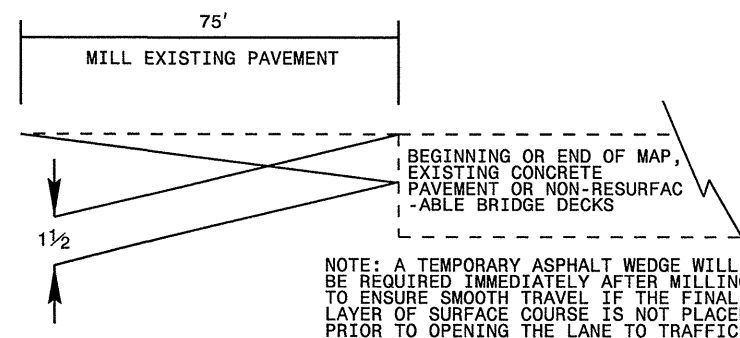 75'
MILL EXISTING PAVEMENT
BEGINNING OR END OF MAP,
EXISTING CONCRETE
PAVEMENT OR NON-RESURFAC
-ABLE BRIDGE DECKS
1½
NOTE: A TEMPORARY ASPHALT WEDGE WILL
BE REQUIRED IMMEDIATELY AFTER MILLIN
TO ENSURE SMOOTH TRAVEL IF THE FINAL
LAYER OF SURFACE COURSE IS NOT PLACE
PRIOR TO OPENING THE LANE TO TRAFFIC